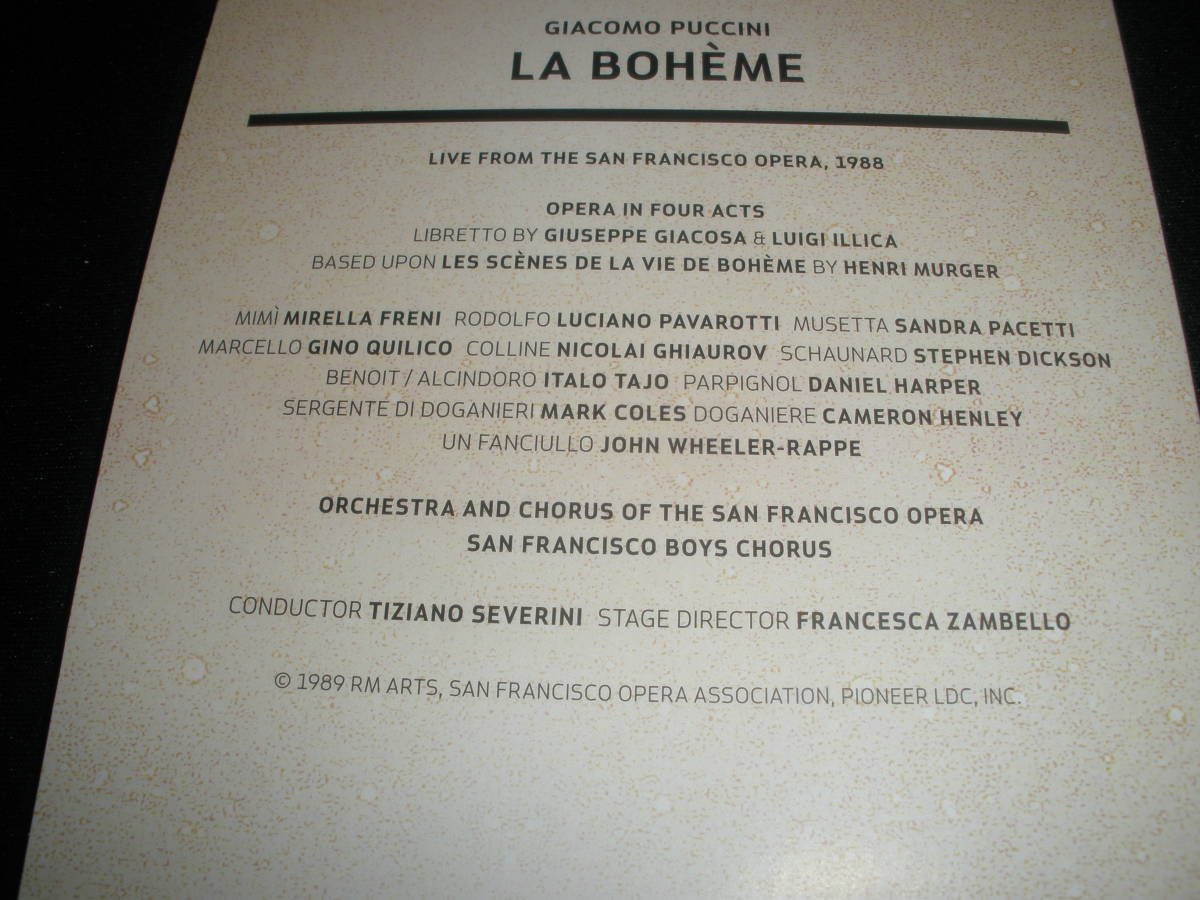 GIACOMO PUCCINI
LA BOHÈME
LIVE FROM THE SAN FRANCISCO OPERA, 1988
OPERA IN FOUR ACTS
LIBRETTO BY GIUSEPPE GIACOSA & LUIGI ILLICA
BASED UPON LES SCÈNES DE LA VIE DE BOHÈME BY HENRI MURGER
MIMÌ MIRELLA FRENI RODOLFO LUCIANO PAVAROTTI MUSETTA SANDRA PACETTI
MARCELLO GINO QUILICO COLLINE NICOLAI GHIAUROV SCHAUNARD STEPHEN DICKSON
BENOIT / ALCINDORO ITALO TAJO PARPIGNOL DANIEL HARPER
SERGENTE DI DOGANIERI MARK COLES DOGANIERE CAMERON HENLEY
UN FANCIULLO JOHN WHEELER-RAPPE
ORCHESTRA AND CHORUS OF THE SAN FRANCISCO OPERA
SAN FRANCISCO BOYS CHORUS
CONDUCTOR TIZIANO SEVERINI STAGE DIRECTOR FRANCESCA ZAMBELLO
© 1989 RM ARTS, SAN FRANCISCO OPERA ASSOCIATION, PIONEER LDC, INC.